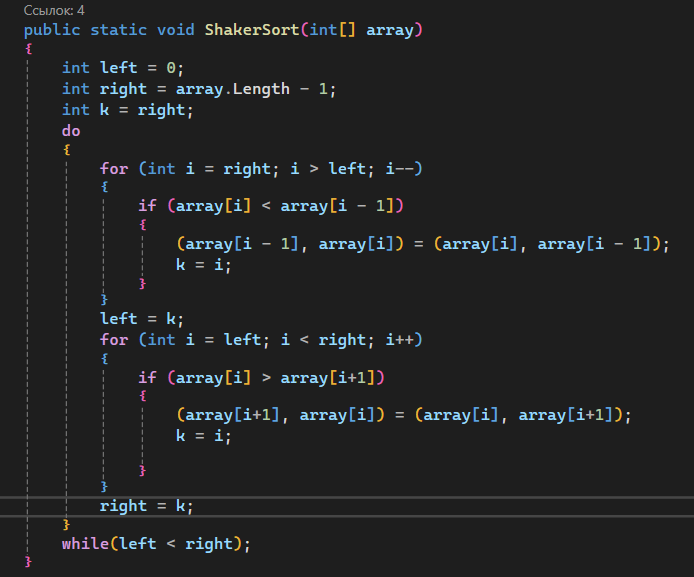 Ссылок: 4
public static void ShakerSort(int[] array)
{
    int left = 0;
    int right = array.Length - 1;
    int k = right;
    do
    {
        for (int i = right; i > left; i--)
        {
            if (array[i] < array[i - 1])
            {
                (array[i - 1], array[i]) = (array[i], array[i - 1]);
                k = i;
            }
        }
        left = k;
        for (int i = left; i < right; i++)
        {
            if (array[i] > array[i+1])
            {
                (array[i+1], array[i]) = (array[i], array[i+1]);
                k = i;
            }
        }
        right = k;
    }
    while(left < right);
}